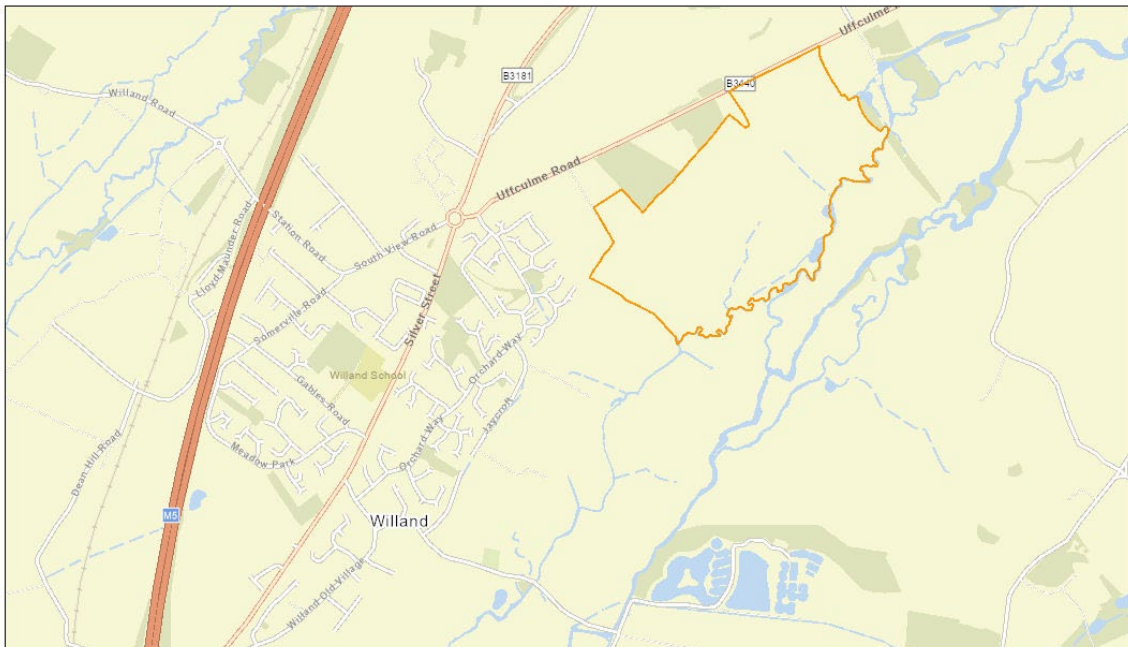 Uffculme
B3181
B3440
Willand Road
Uffculme Road
Station Road
South View Road
Lloyd Maunder Road
Somerville Road
Silver Street
Willand School
Orchard Way
Gables Road
Jaycroft
Orchard Way
Dean Hill Road
Meadow Park
M5
Willand
Willand Old Village